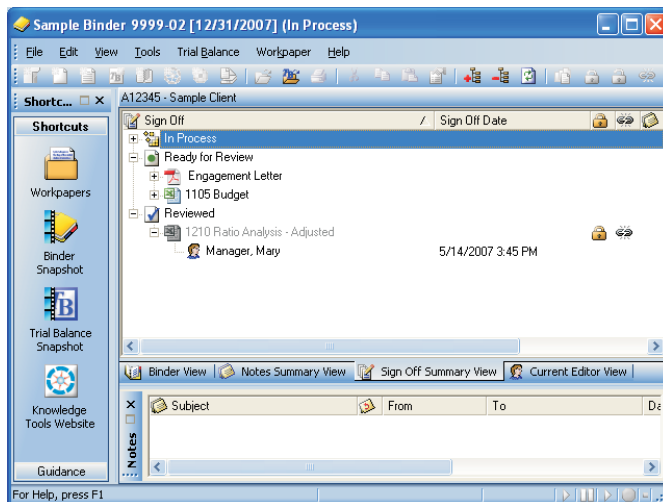 Sample Binder 9999-02 [12/31/2007] (In Process)
File Edit View Tools Trial Balance Workpaper Help
Shortc...
A12345 - Sample Client
Shortcuts
Sign Off / Sign Off Date
In Process
Ready for Review
Engagement Letter
1105 Budget
Reviewed
1210 Ratio Analysis - Adjusted
Manager, Mary 5/14/2007 3:45 PM
Workpapers
Binder
Snapshot
TB
Trial Balance
Snapshot
Knowledge
Tools Website
Guidance
Binder View Notes Summary View Sign Off Summary View Current Editor View
Notes
Subject From To Da
For Help, press F1